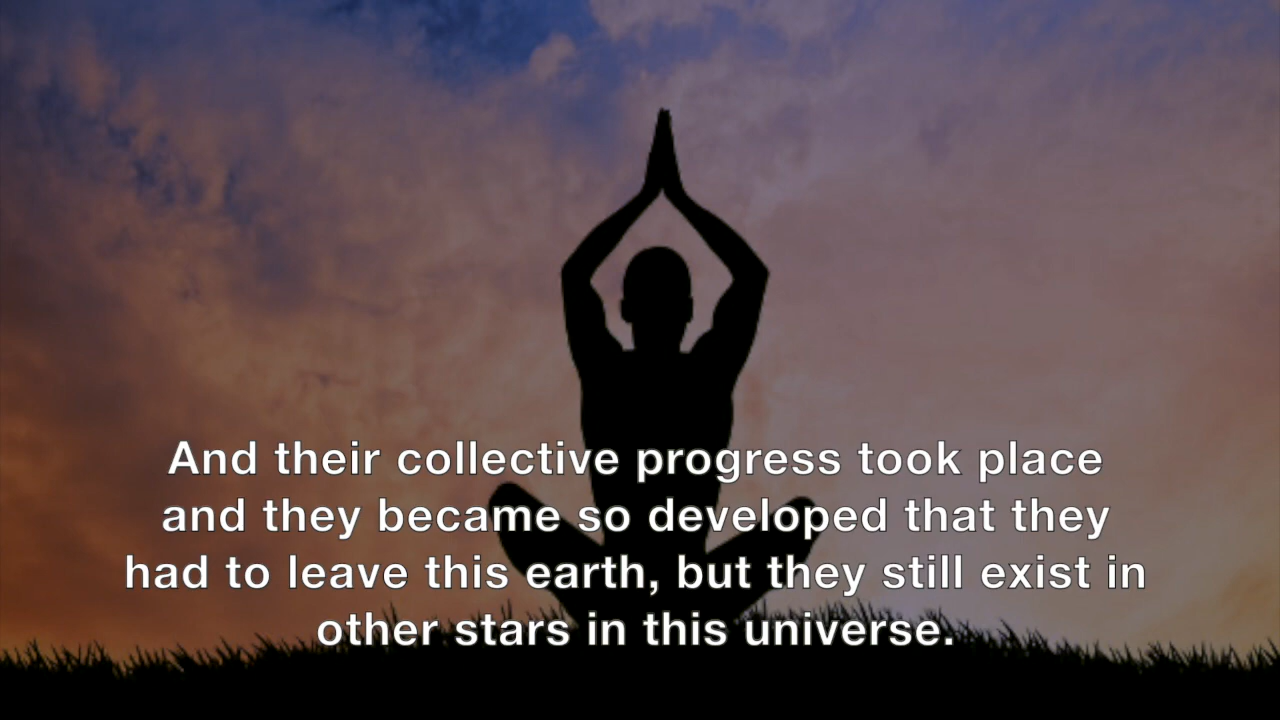 And their collective progress took place
and they became so developed that they
had to leave this earth, but they still exist in
other stars in this universe.